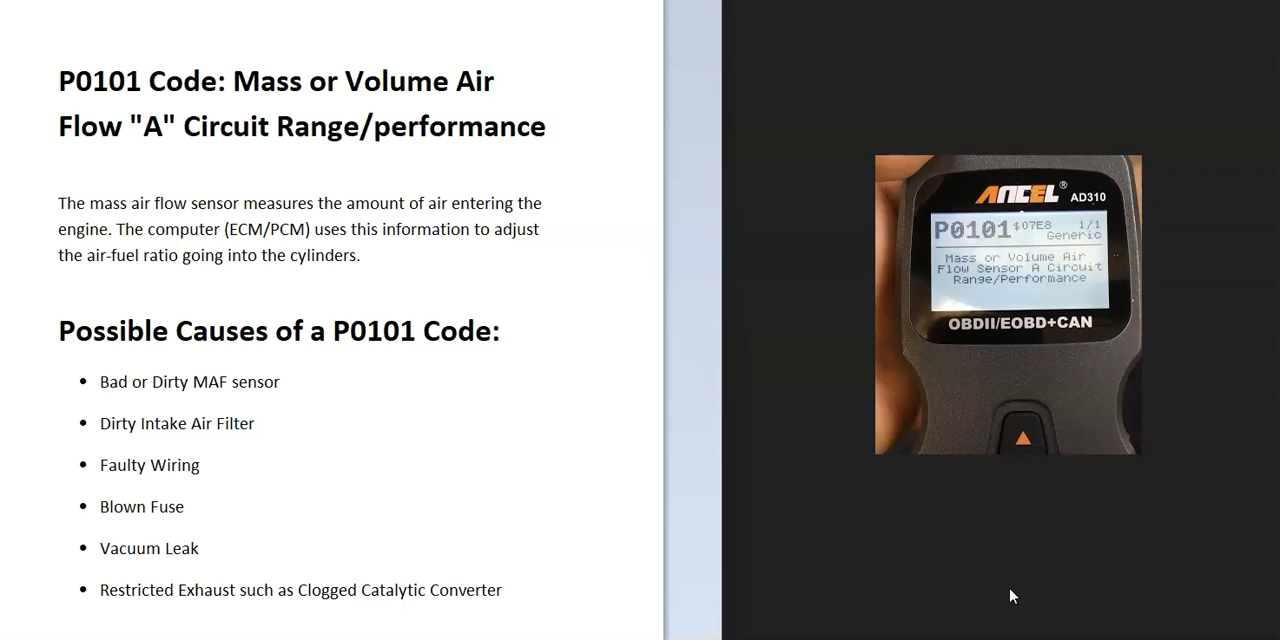 P0101 Code: Mass or Volume Air
Flow "A" Circuit Range/performance
The mass air flow sensor measures the amount of air entering the
engine. The computer (ECM/PCM) uses this information to adjust
the air-fuel ratio going into the cylinders.
Possible Causes of a P0101 Code:
• Bad or Dirty MAF sensor
• Dirty Intake Air Filter
• Faulty Wiring
• Blown Fuse
• Vacuum Leak
• Restricted Exhaust such as Clogged Catalytic Converter
ANCEL®
AD310
P0101 $07E8 1/1
Generic
Mass or Volume Air
Flow Sensor A Circuit
Range/Performance
OBDII/EOBD+CAN